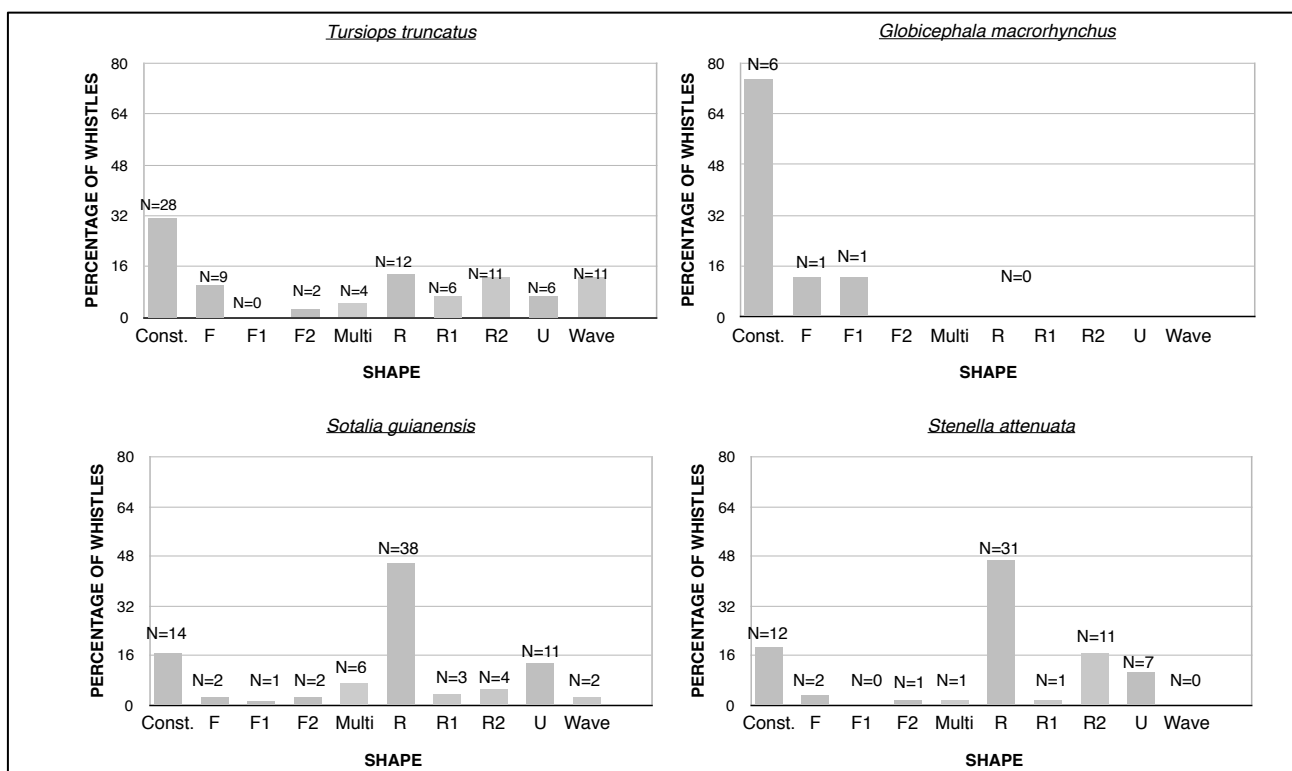 Tursiops truncatus
PERCENTAGE OF WHISTLES
80
64
48
32
16
0
N=28
N=9
N=0
N=2
N=4
N=12
N=6
N=11
N=6
N=11
Const. F F1 F2 Multi R R1 R2 U Wave
SHAPE
Globicephala macrorhynchus
PERCENTAGE OF WHISTLES
80
64
48
32
16
0
N=6
N=1
N=1
N=0
Const. F F1 F2 Multi R R1 R2 U Wave
SHAPE
Sotalia guianensis
PERCENTAGE OF WHISTLES
80
64
48
32
16
0
N=14
N=2
N=1
N=2
N=6
N=38
N=3
N=4
N=11
N=2
Const. F F1 F2 Multi R R1 R2 U Wave
SHAPE
Stenella attenuata
PERCENTAGE OF WHISTLES
80
64
48
32
16
0
N=12
N=2
N=0
N=1
N=1
N=31
N=1
N=11
N=7
N=0
Const. F F1 F2 Multi R R1 R2 U Wave
SHAPE